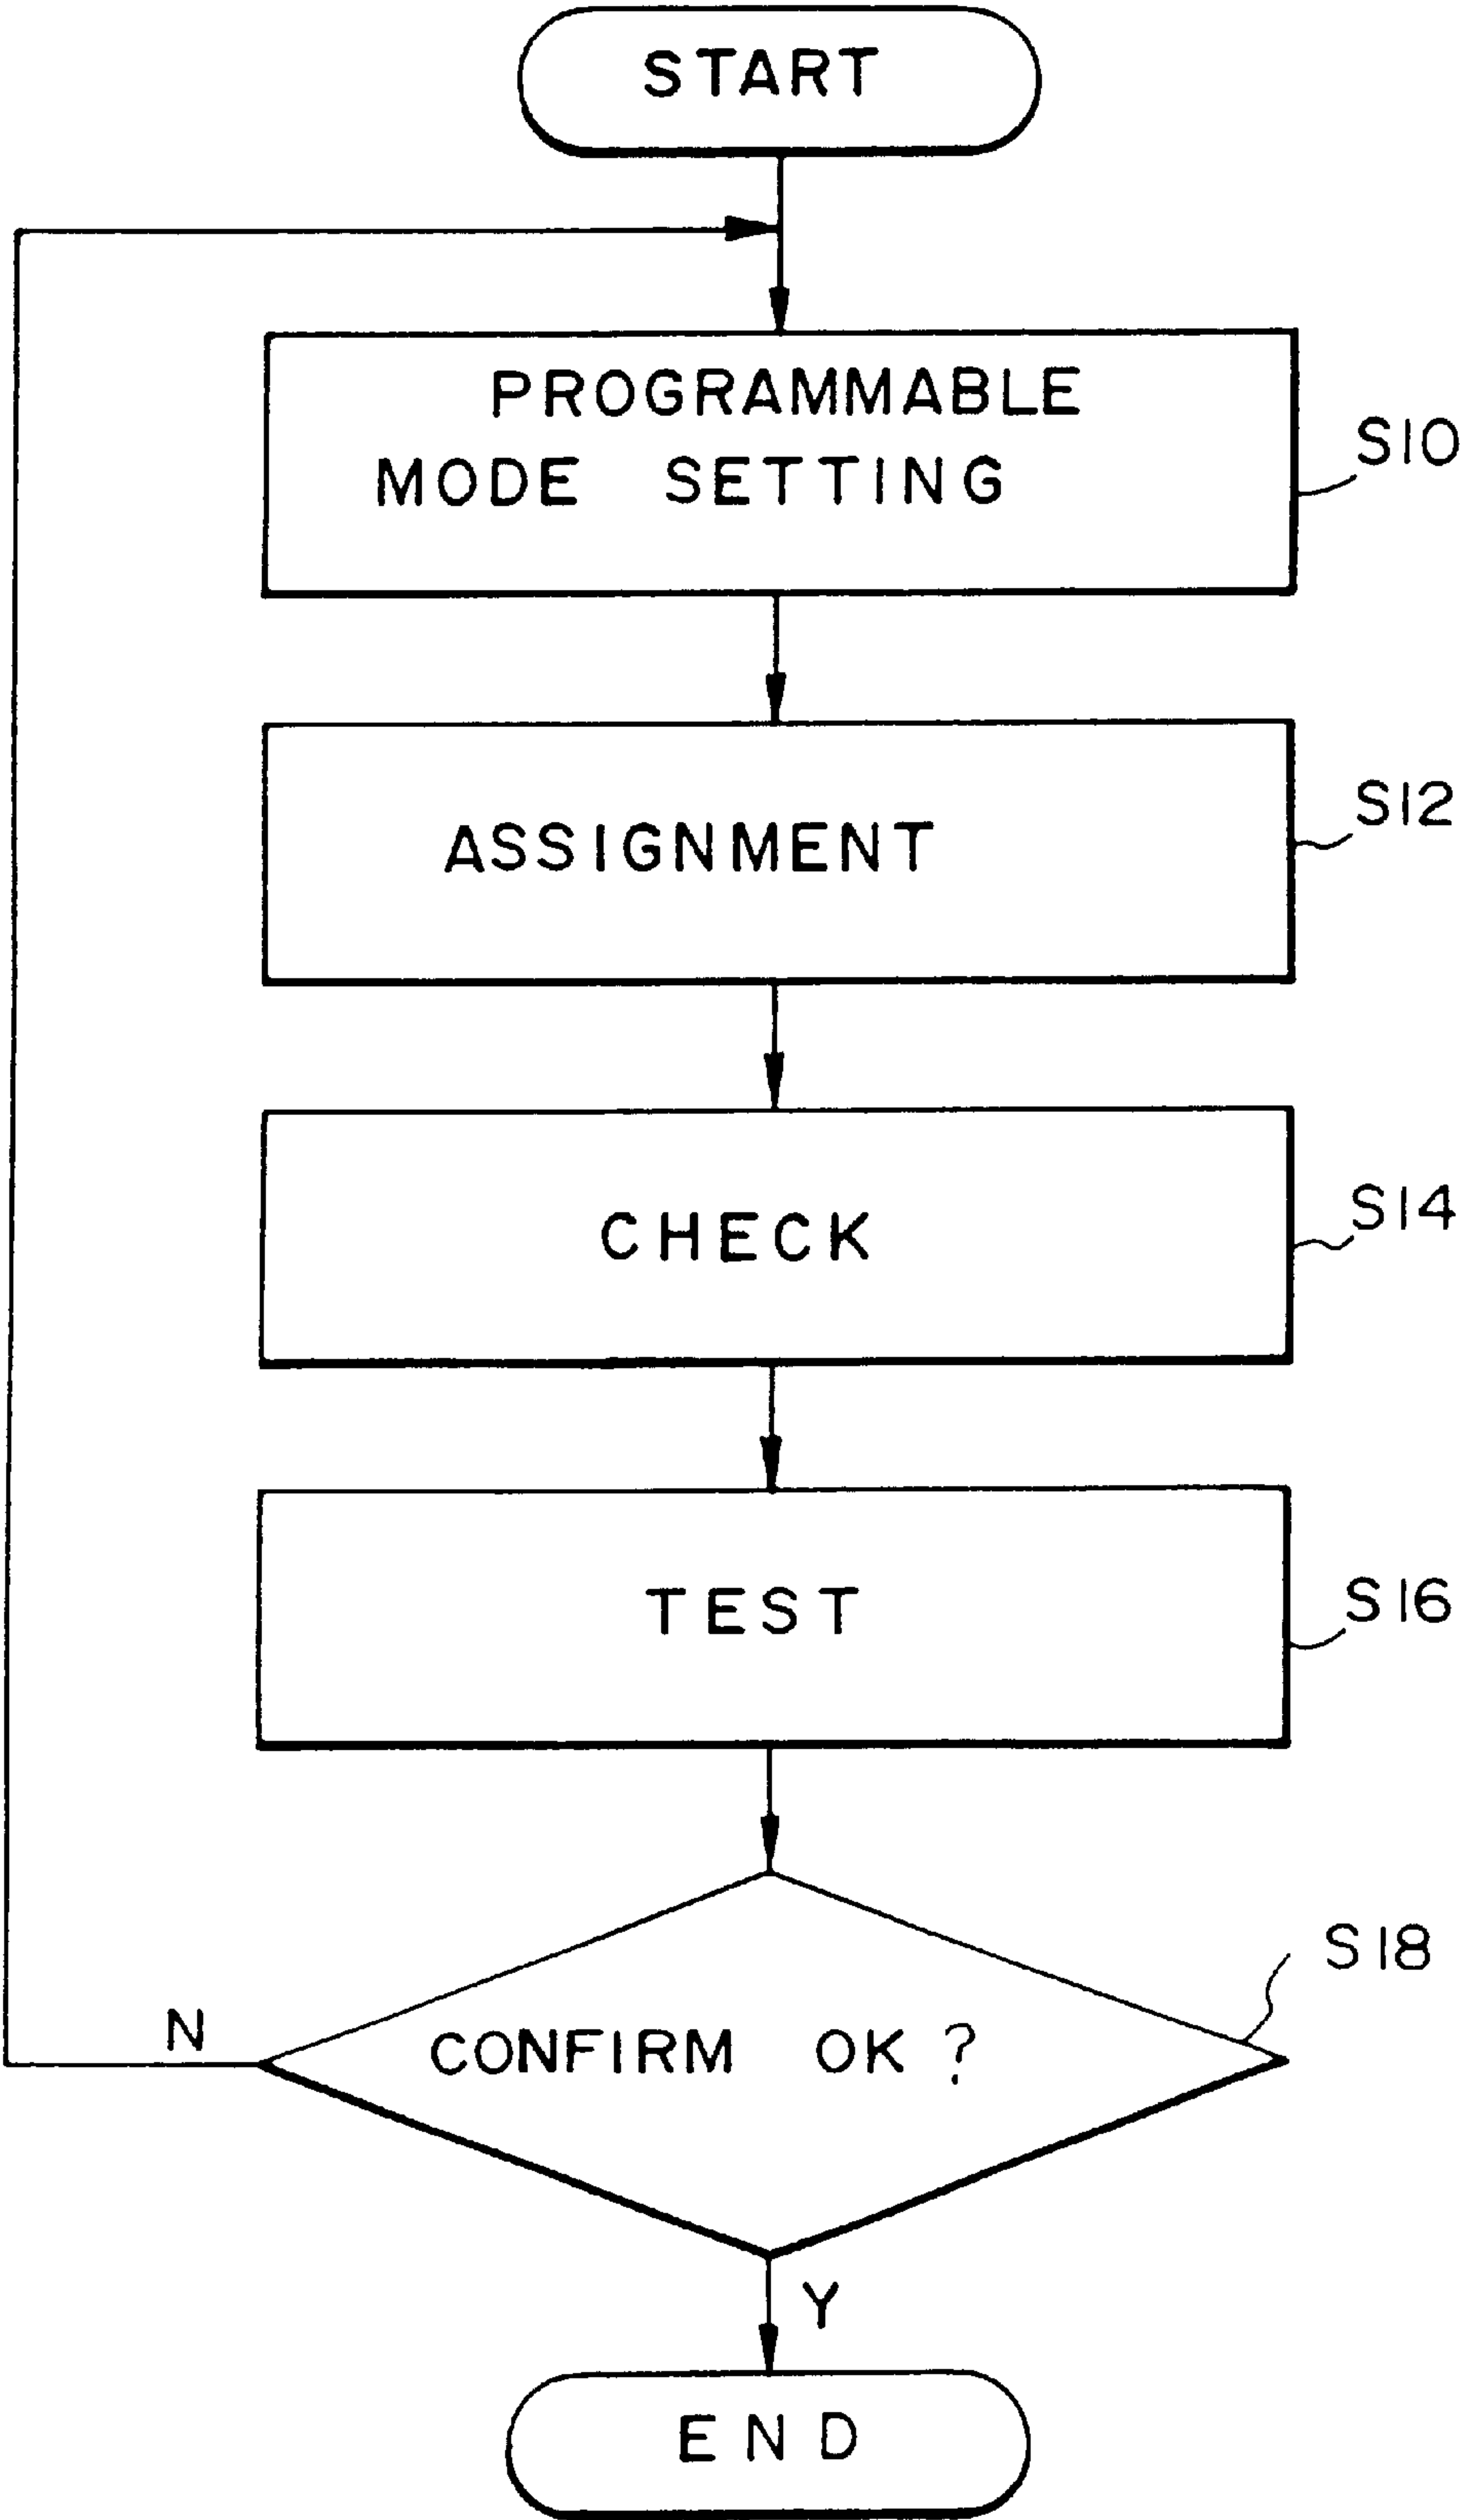 START
PROGRAMMABLE
MODE SETTING
S10
ASSIGNMENT
S12
CHECK
S14
TEST
S16
CONFIRM OK ?
S18
N
Y
END